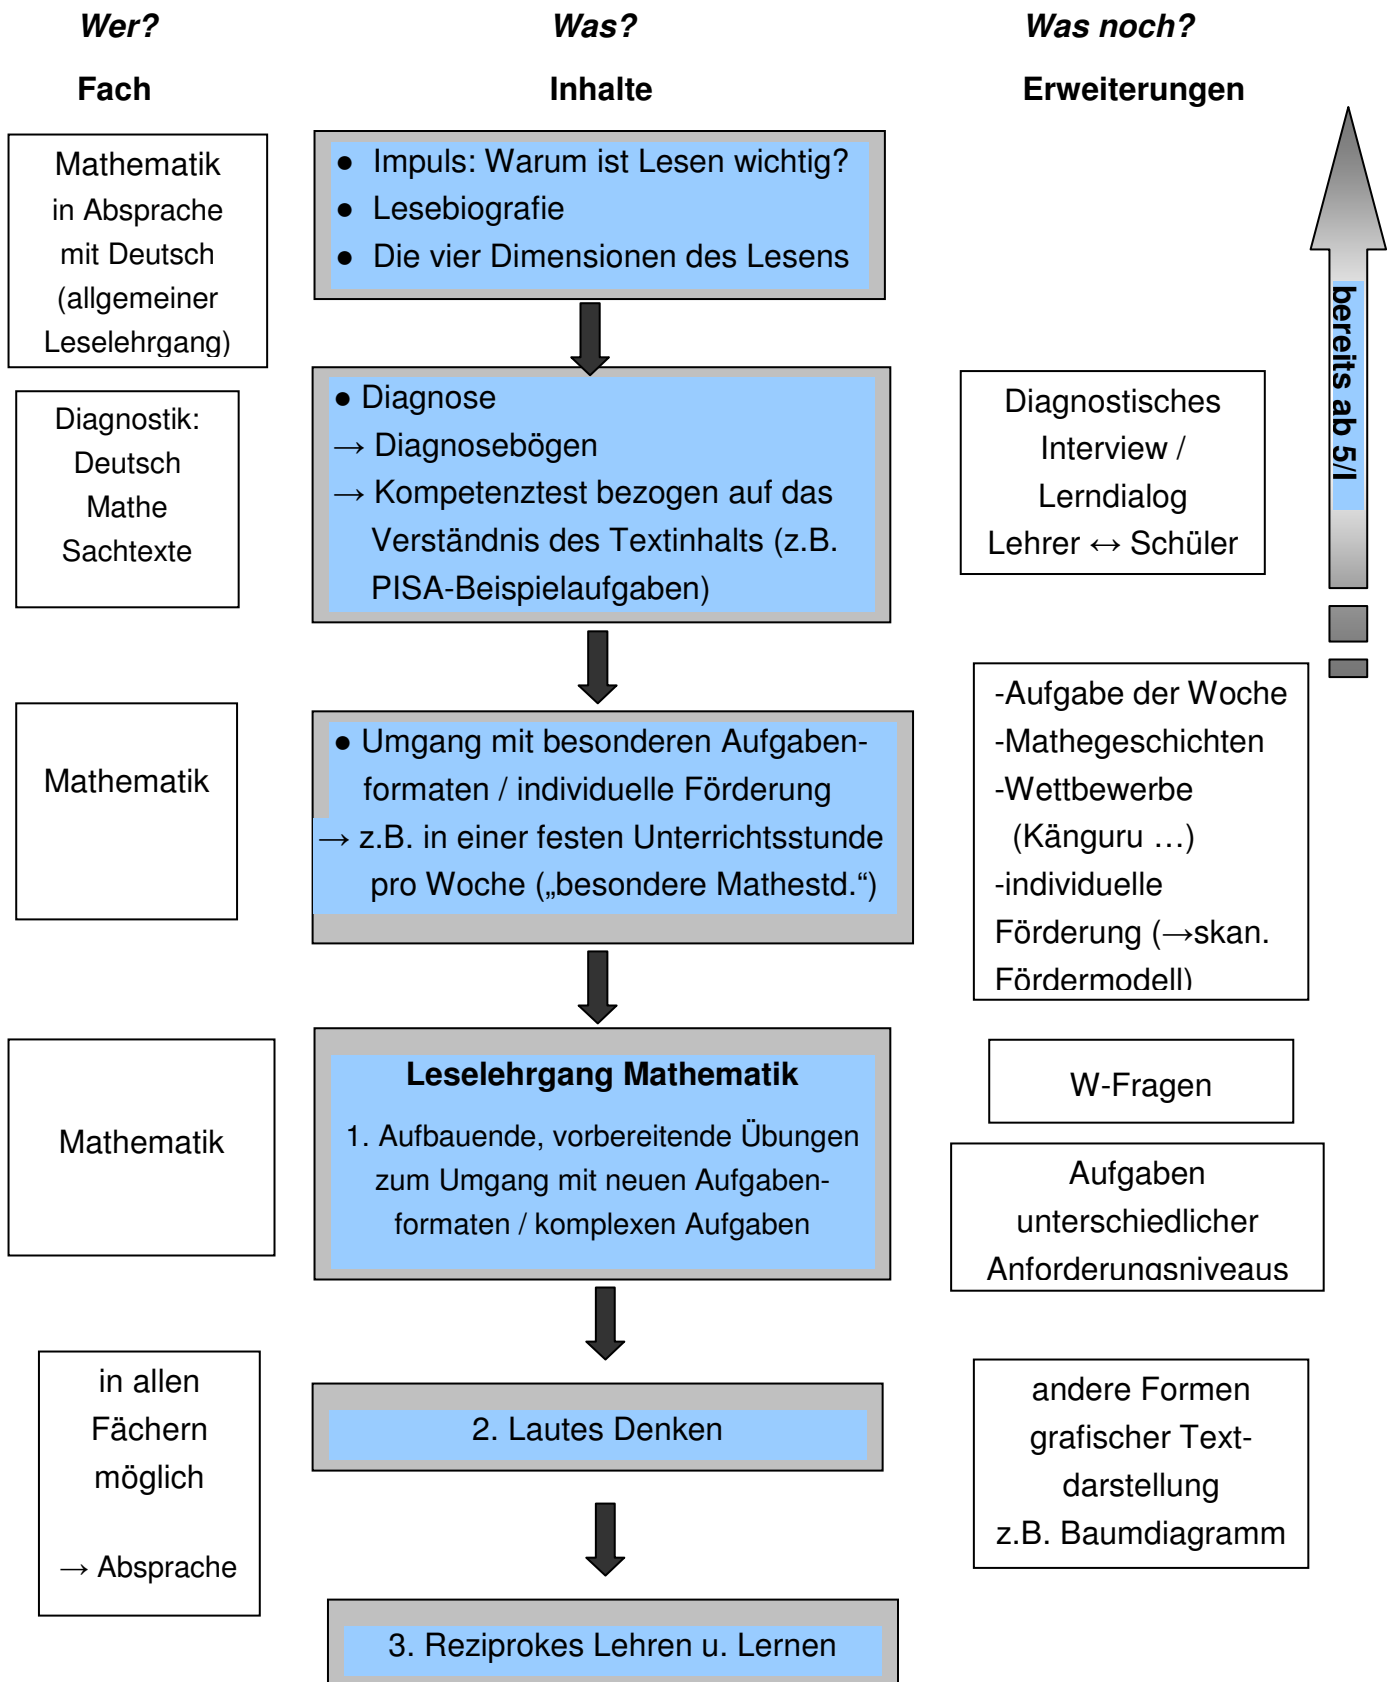 Wer?
Was?
Was noch?
Fach
Inhalte
Erweiterungen
Mathematik
in Absprache
mit Deutsch
(allgemeiner
Leselehrgang)
● Impuls: Warum ist Lesen wichtig?
● Lesebiografie
● Die vier Dimensionen des Lesens
bereits ab 5/I
Diagnostik:
Deutsch
Mathe
Sachtexte
● Diagnose
→ Diagnosebögen
→ Kompetenztest bezogen auf das
Verständnis des Textinhalts (z.B.
PISA-Beispielaufgaben)
Diagnostisches
Interview /
Lerndialog
Lehrer ↔ Schüler
Mathematik
● Umgang mit besonderen Aufgaben-
formaten / individuelle Förderung
→ z.B. in einer festen Unterrichtsstunde
pro Woche („besondere Mathestd.“)
-Aufgabe der Woche
-Mathegeschichten
-Wettbewerbe
(Känguru …)
-individuelle
Förderung (→skan.
Fördermodell)
Mathematik
Leselehrgang Mathematik
1. Aufbauende, vorbereitende Übungen
zum Umgang mit neuen Aufgaben-
formaten / komplexen Aufgaben
W-Fragen
Aufgaben
unterschiedlicher
Anforderungsniveaus
in allen
Fächern
möglich
→ Absprache
2. Lautes Denken
andere Formen
grafischer Text-
darstellung
z.B. Baumdiagramm
3. Reziprokes Lehren u. Lernen